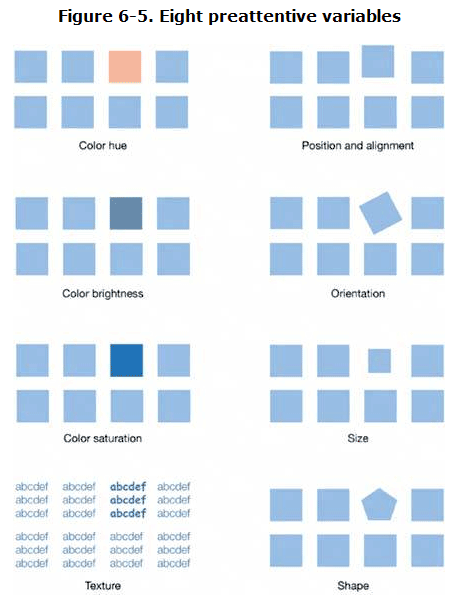 Figure 6-5. Eight preattentive variables
Color hue
Position and alignment
Color brightness
Orientation
Color saturation
Size
abcdef abcdef abcdef abcdef
abcdef abcdef abcdef abcdef
abcdef abcdef abcdef abcdef
abcdef abcdef abcdef abcdef
abcdef abcdef abcdef abcdef
abcdef abcdef abcdef abcdef
Texture
Shape